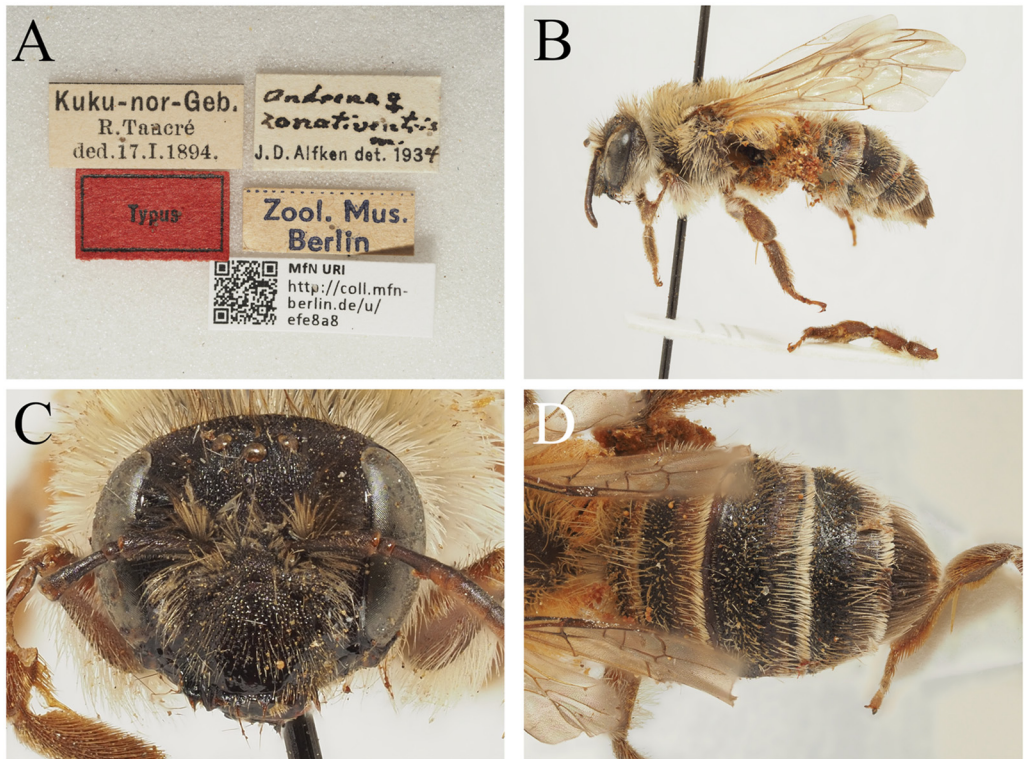 A
Kuku-nor-Geb.
R. Tancré
ded. 17. I. 1894.
Andrena ♀
zonativentris
m.
J. D. Alfken det. 1934
Typus
Zool. Mus.
Berlin
MfN URI
http://coll.mfn-
berlin.de/u/
efe8a8
B
C
D